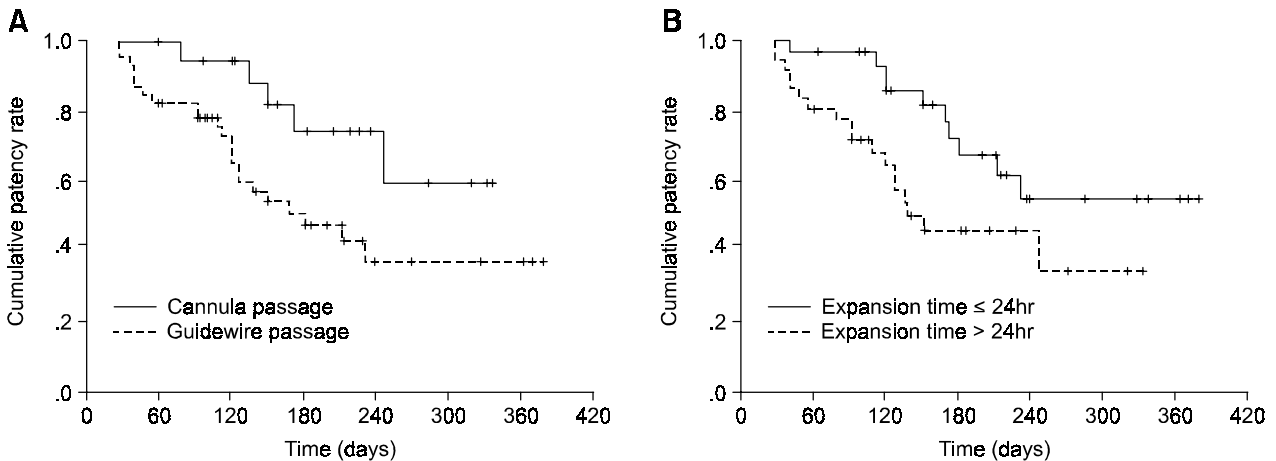 A
Cumulative patency rate
1.0
.8
.6
.4
.2
.0
Cannula passage
Guidewire passage
0 60 120 180 240 300 360 420
Time (days)
B
Cumulative patency rate
1.0
.8
.6
.4
.2
.0
Expansion time ≤ 24hr
Expansion time > 24hr
0 60 120 180 240 300 360 420
Time (days)